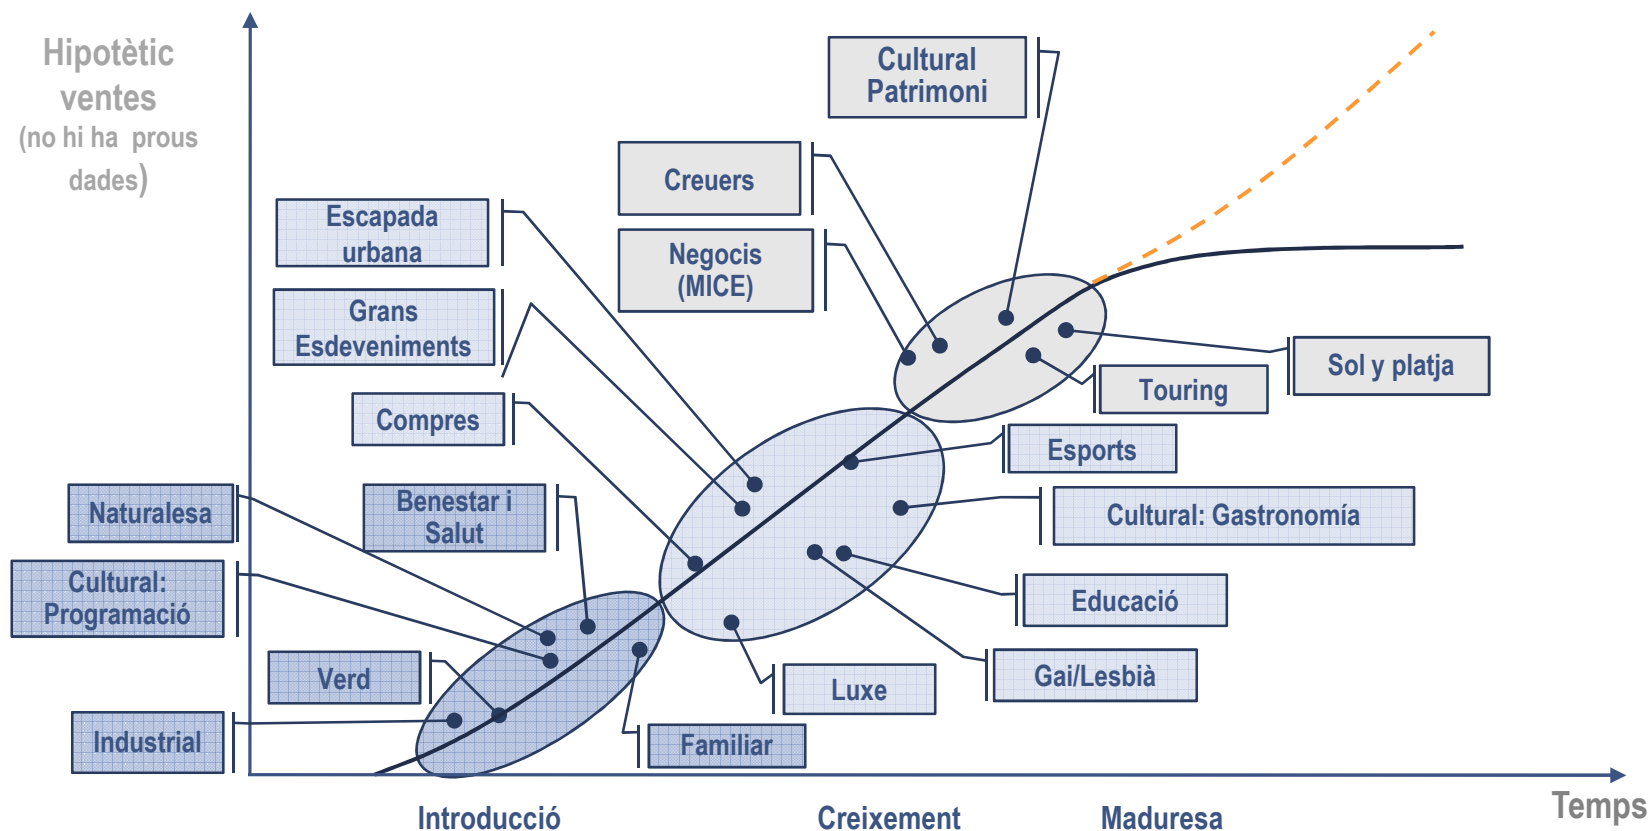 Hipotètic
ventes
(no hi ha prous
dades)
Cultural
Patrimoni
Creuers
Negocis
(MICE)
Escapada
urbana
Grans
Esdeveniments
Compres
Sol y platja
Touring
Esports
Cultural: Gastronomía
Educació
Gai/Lesbià
Luxe
Naturalesa
Benestar i
Salut
Cultural:
Programació
Verd
Industrial
Familiar
Introducció
Creixement
Maduresa
Temps